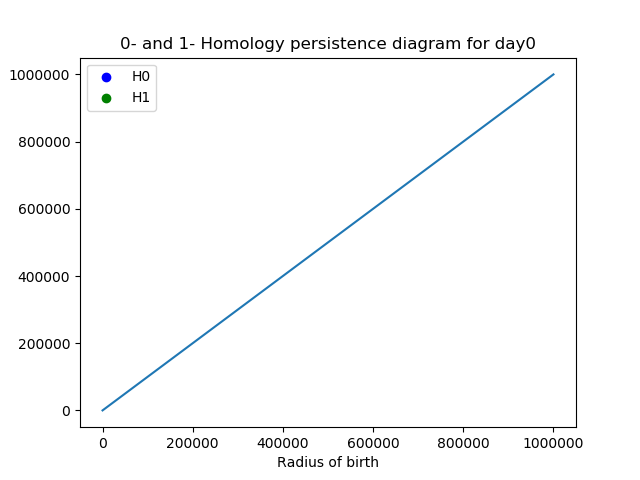 0- and 1- Homology persistence diagram for day0
H0
H1
1000000
800000
600000
400000
200000
0
0 200000 400000 600000 800000 1000000
Radius of birth